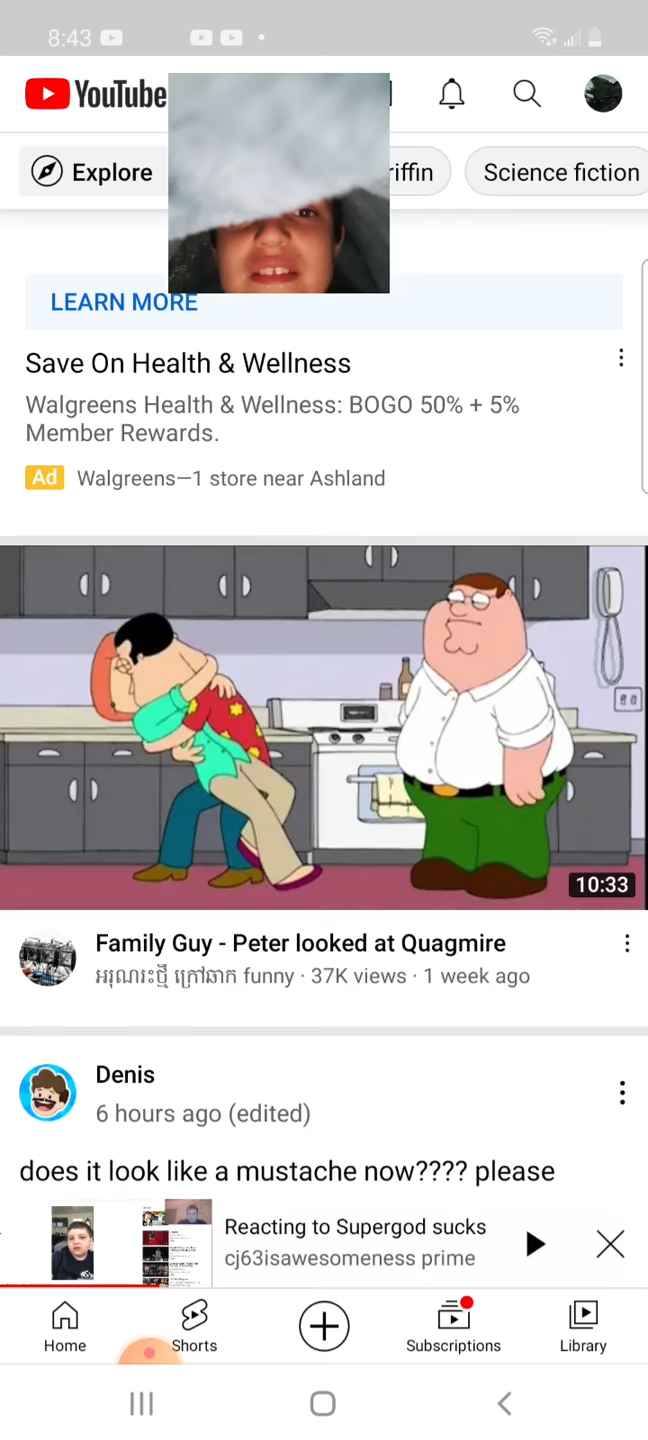 8:43
YouTube
Explore
iffin
Science fiction
LEARN MORE
Save On Health & Wellness
Walgreens Health & Wellness: BOGO 50% + 5%
Member Rewards.
Ad Walgreens—1 store near Ashland
10:33
Family Guy - Peter looked at Quagmire
អរុណរះថ្មី ក្រៅឆាក funny · 37K views · 1 week ago
Denis
6 hours ago (edited)
does it look like a mustache now???? please
Reacting to Supergod sucks
cj63isawesomeness prime
Home
Shorts
Subscriptions
Library